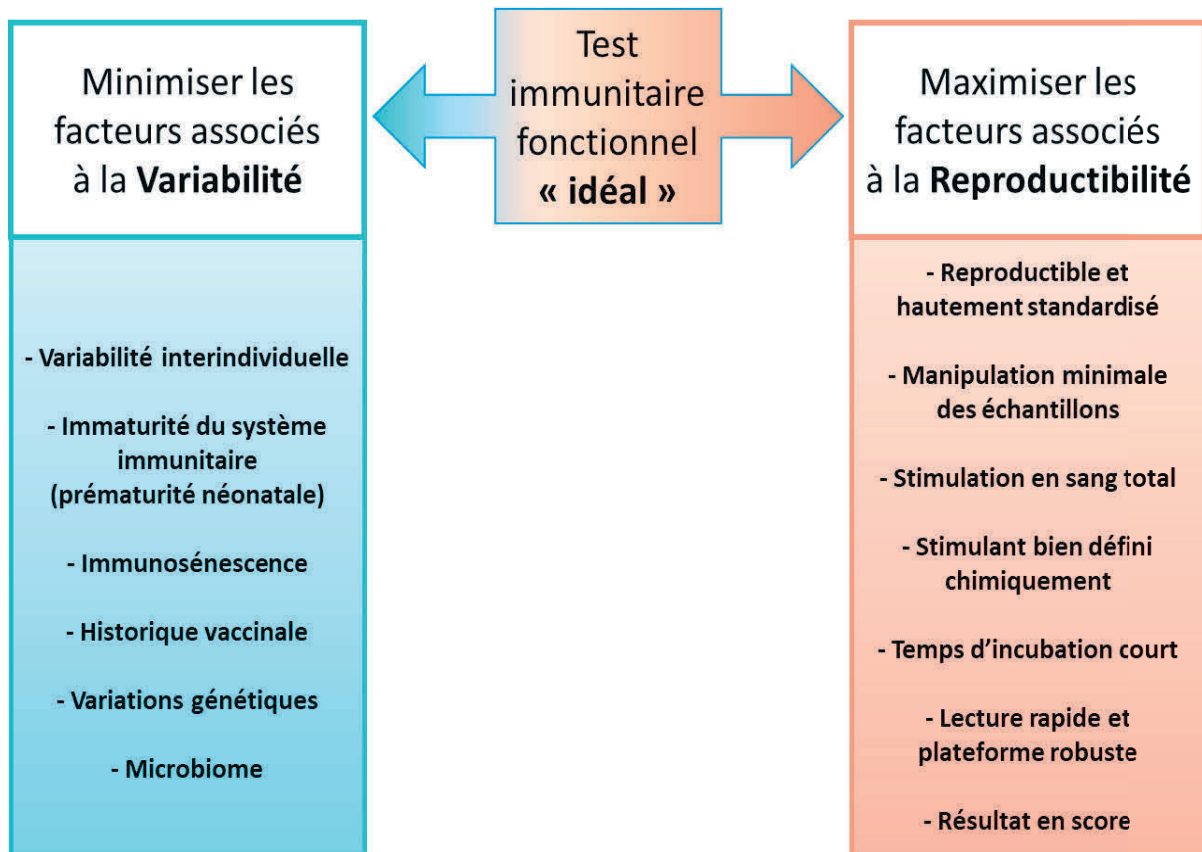 Minimiser les
facteurs associés
à la Variabilité
- Variabilité interindividuelle
- Immaturité du système
immunitaire
(prématurité néonatale)
- Immunosénescence
- Historique vaccinale
- Variations génétiques
- Microbiome
Test
immunitaire
fonctionnel
« idéal »
Maximiser les
facteurs associés
à la Reproductibilité
- Reproductible et
hautement standardisé
- Manipulation minimale
des échantillons
- Stimulation en sang total
- Stimulant bien défini
chimiquement
- Temps d’incubation court
- Lecture rapide et
plateforme robuste
- Résultat en score